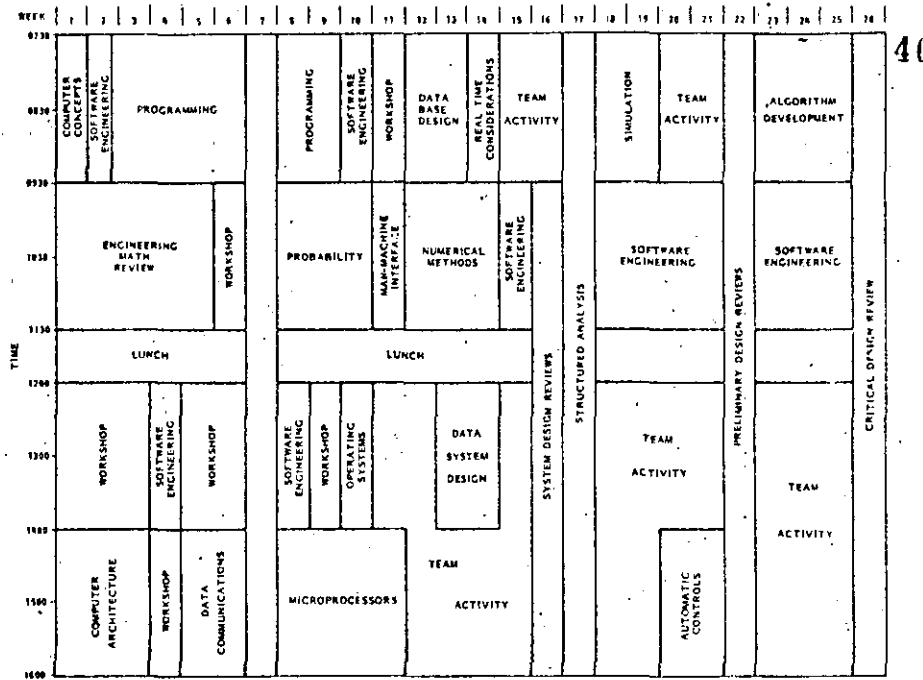 WEEK 1 2 3 4 5 6 7 8 9 10 11 12 13 14 15 16 17 18 19 20 21 22 23 24 25 26
40
TIME
0730
0830
0930
1030
1130
1200
1300
1400
1500
1600
COMPUTER
CONCEPTS
SOFTWARE
ENGINEERING
PROGRAMMING
PROGRAMMING
SOFTWARE
ENGINEERING
WORKSHOP
DATA
BASE
DESIGN
REAL TIME
CONSIDERATIONS
TEAM
ACTIVITY
SIMULATION
TEAM
ACTIVITY
ALGORITHM
DEVELOPMENT
ENGINEERING
MATH
REVIEW
WORKSHOP
PROBABILITY
MAN-MACHINE
INTERFACE
NUMERICAL
METHODS
SOFTWARE
ENGINEERING
SYSTEM DESIGN REVIEWS
STRUCTURED ANALYSIS
SOFTWARE
ENGINEERING
PRELIMINARY DESIGN REVIEWS
SOFTWARE
ENGINEERING
CRITICAL DESIGN REVIEW
LUNCH
LUNCH
WORKSHOP
SOFTWARE
ENGINEERING
WORKSHOP
SOFTWARE
ENGINEERING
WORKSHOP
OPERATING
SYSTEMS
DATA
SYSTEM
DESIGN
TEAM
ACTIVITY
TEAM
ACTIVITY
COMPUTER
ARCHITECTURE
WORKSHOP
DATA
COMMUNICATIONS
MICROPROCESSORS
TEAM
ACTIVITY
AUTOMATIC
CONTROLS